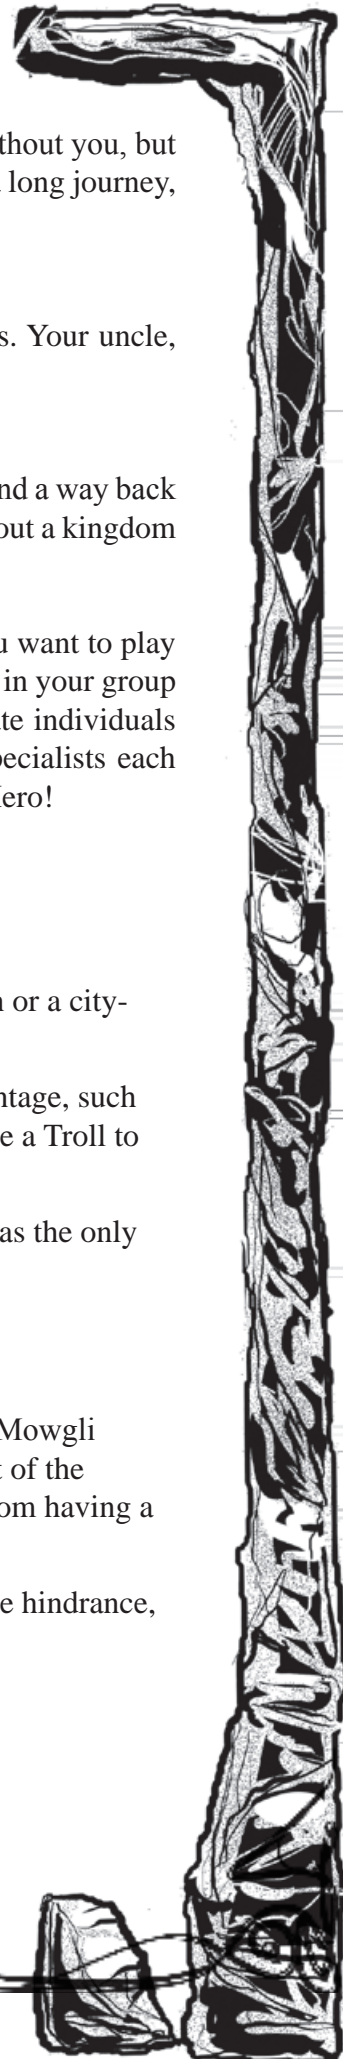 thout you, but
long journey,
s. Your uncle,
nd a way back
out a kingdom
u want to play
in your group
te individuals
pecialists each
ero!
or a city-
ntage, such
e a Troll to
as the only
Mowgli
of the
om having a
e hindrance,